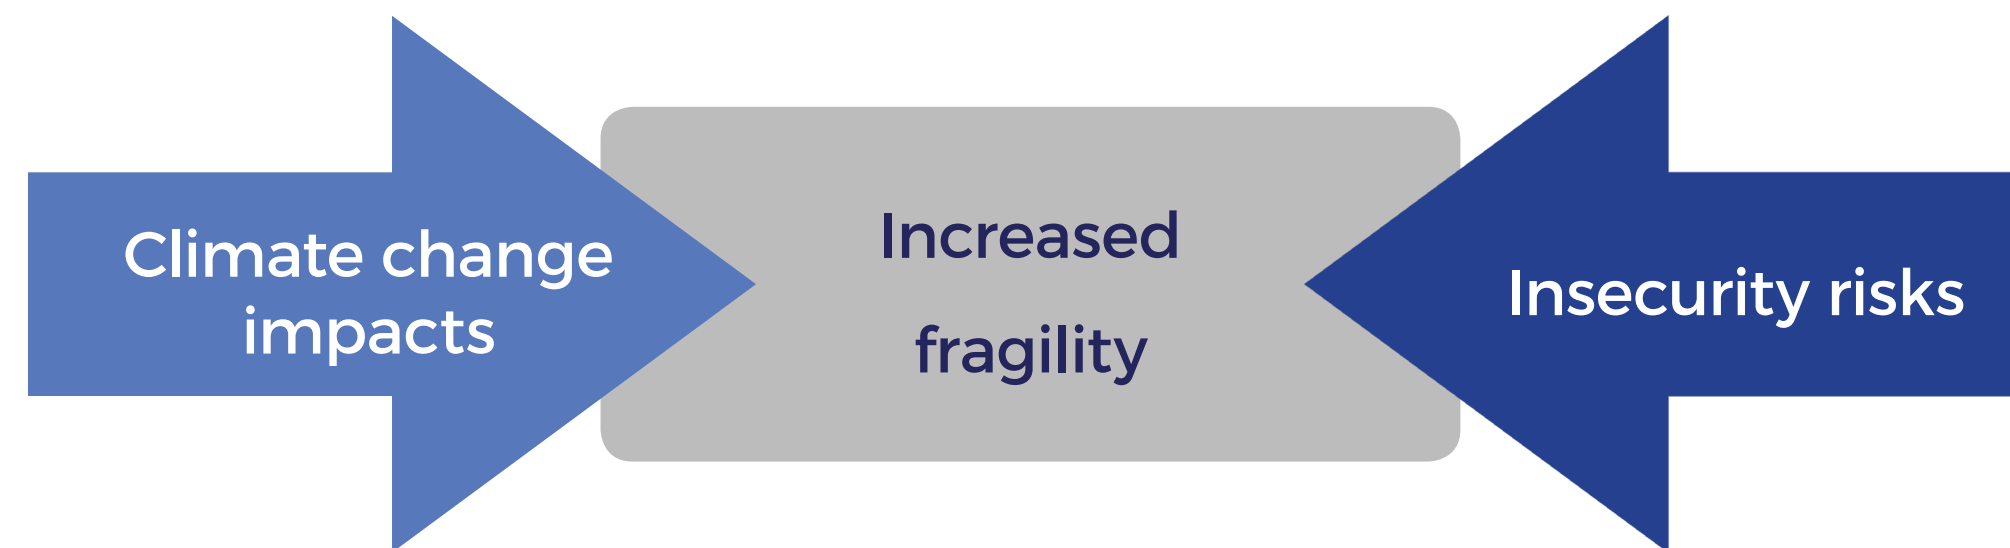 Climate change
impacts
Increased
fragility
Insecurity risks